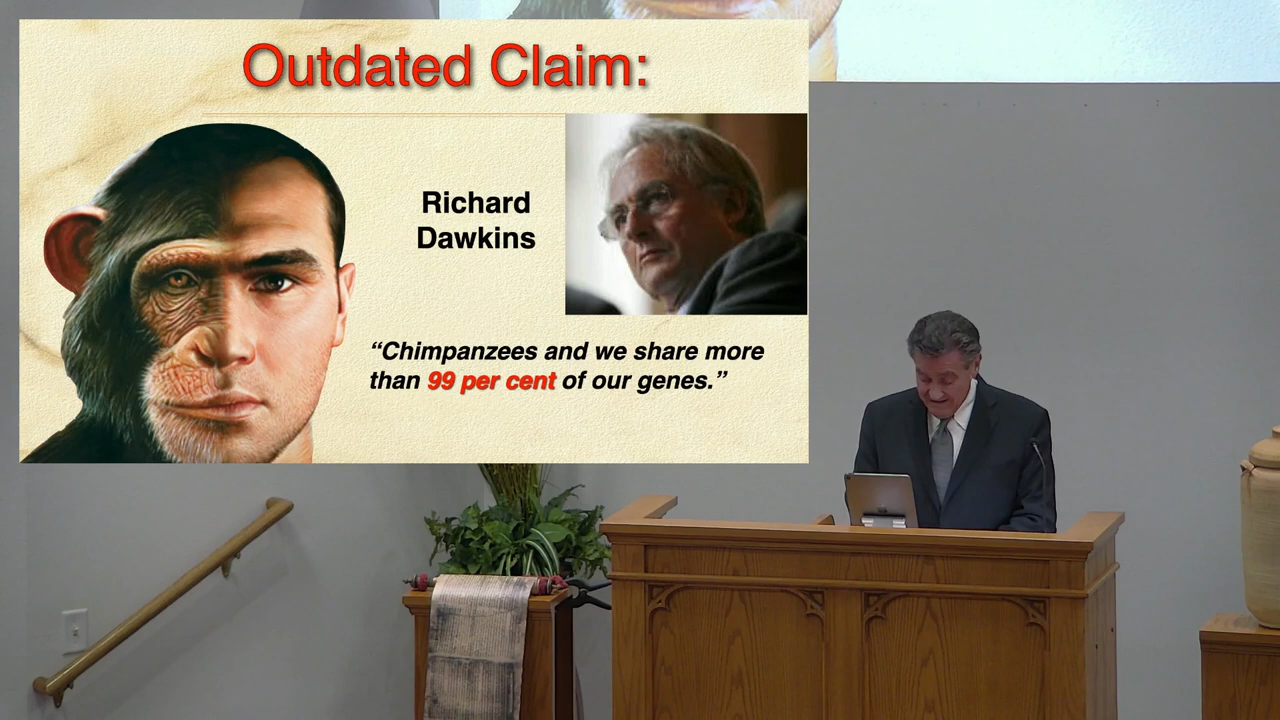 Outdated Claim:
Richard
Dawkins
“Chimpanzees and we share more
than 99 per cent of our genes.”